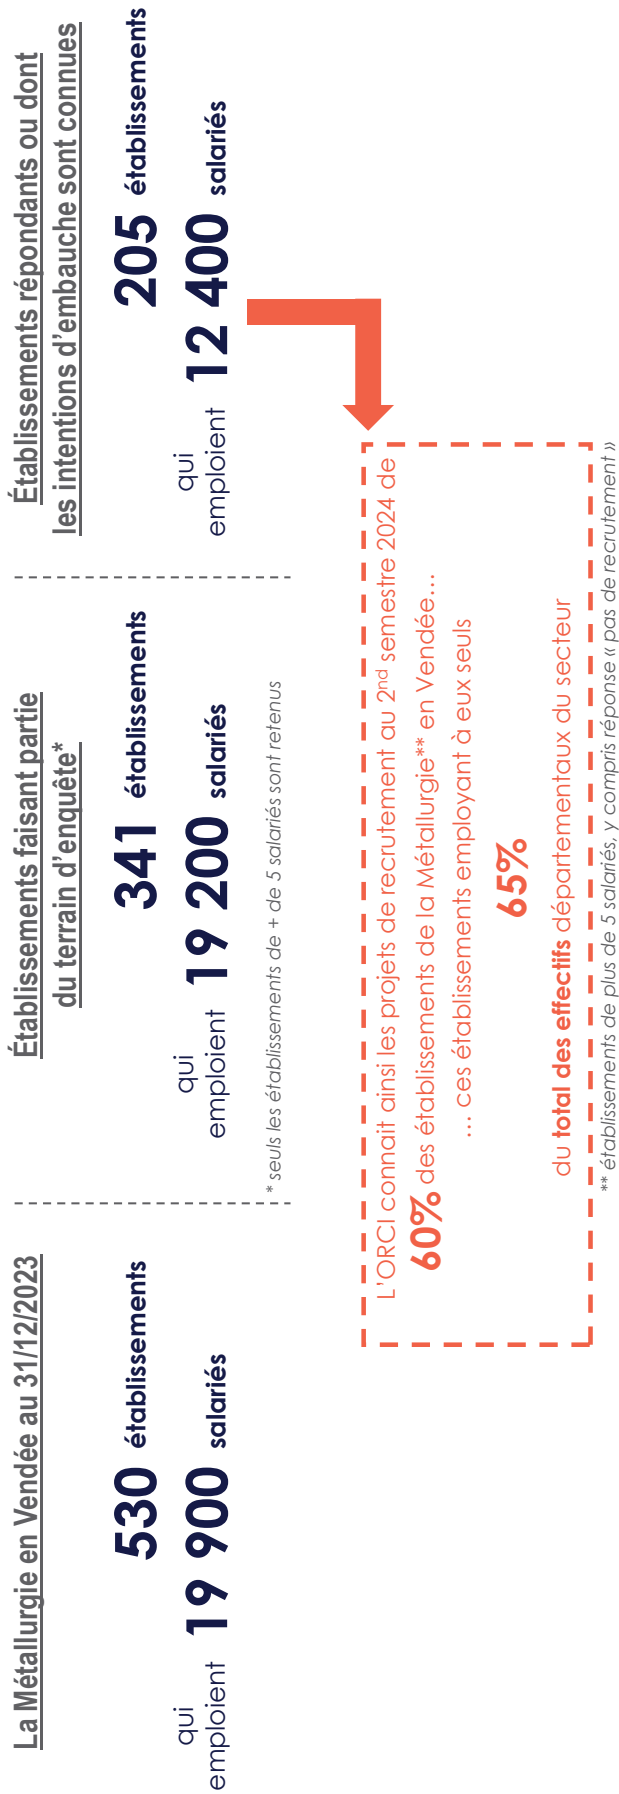 La Métallurgie en Vendée au 31/12/2023
530 établissements
qui
emploient 19 900 salariés
Établissements faisant partie
du terrain d'enquête*
341 établissements
qui
emploient 19 200 salariés
* seuls les établissements de + de 5 salariés sont retenus
Établissements répondants ou dont
les intentions d'embauche sont connues
205 établissements
qui
emploient 12 400 salariés
L'ORCI connait ainsi les projets de recrutement au 2nd semestre 2024 de
60% des établissements de la Métallurgie** en Vendée…
… ces établissements employant à eux seuls
65%
du total des effectifs départementaux du secteur
** établissements de plus de 5 salariés, y compris réponse « pas de recrutement »